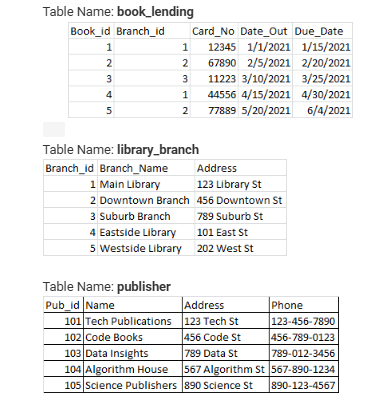 Table Name: book_lending
Book_id Branch_id Card_No Date_Out Due_Date
1 1 12345 1/1/2021 1/15/2021
2 2 67890 2/5/2021 2/20/2021
3 3 11223 3/10/2021 3/25/2021
4 1 44556 4/15/2021 4/30/2021
5 2 77889 5/20/2021 6/4/2021
Table Name: library_branch
Branch_id Branch_Name Address
1 Main Library 123 Library St
2 Downtown Branch 456 Downtown St
3 Suburb Branch 789 Suburb St
4 Eastside Library 101 East St
5 Westside Library 202 West St
Table Name: publisher
Pub_id Name Address Phone
101 Tech Publications 123 Tech St 123-456-7890
102 Code Books 456 Code St 456-789-0123
103 Data Insights 789 Data St 789-012-3456
104 Algorithm House 567 Algorithm St 567-890-1234
105 Science Publishers 890 Science St 890-123-4567